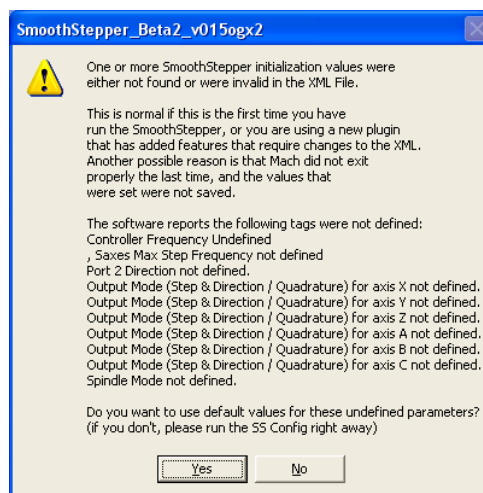 SmoothStepper_Beta2_v015ogx2
One or more SmoothStepper initialization values were
either not found or were invalid in the XML File.
This is normal if this is the first time you have
run the SmoothStepper, or you are using a new plugin
that has added features that require changes to the XML.
Another possible reason is that Mach did not exit
properly the last time, and the values that
were set were not saved.
The software reports the following tags were not defined:
Controller Frequency Undefined
, Saxes Max Step Frequency not defined
Port 2 Direction not defined.
Output Mode (Step & Direction / Quadrature) for axis X not defined.
Output Mode (Step & Direction / Quadrature) for axis Y not defined.
Output Mode (Step & Direction / Quadrature) for axis Z not defined.
Output Mode (Step & Direction / Quadrature) for axis A not defined.
Output Mode (Step & Direction / Quadrature) for axis B not defined.
Output Mode (Step & Direction / Quadrature) for axis C not defined.
Spindle Mode not defined.
Do you want to use default values for these undefined parameters?
(if you don't, please run the SS Config right away)
Yes No